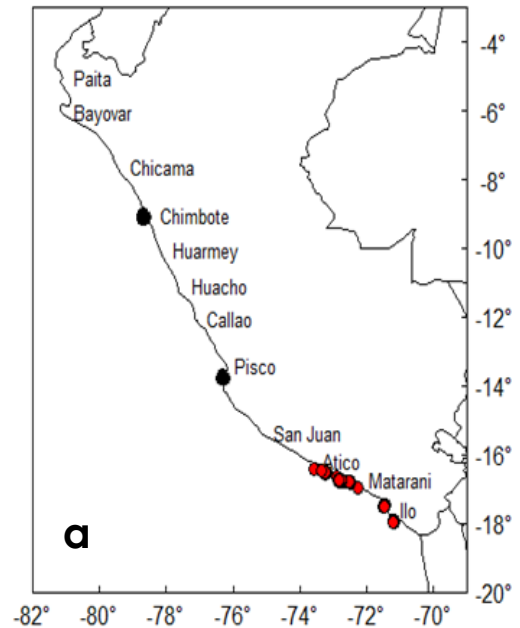 -4°
Paita
-6°
Bayovar
Chicama
-8°
Chimbote
Huarmey
-10°
Huacho
Callao
-12°
Pisco
-14°
San Juan
Atico
-16°
Matarani
Ilo
-18°
a
-20°
-82° -80° -78° -76° -74° -72° -70°